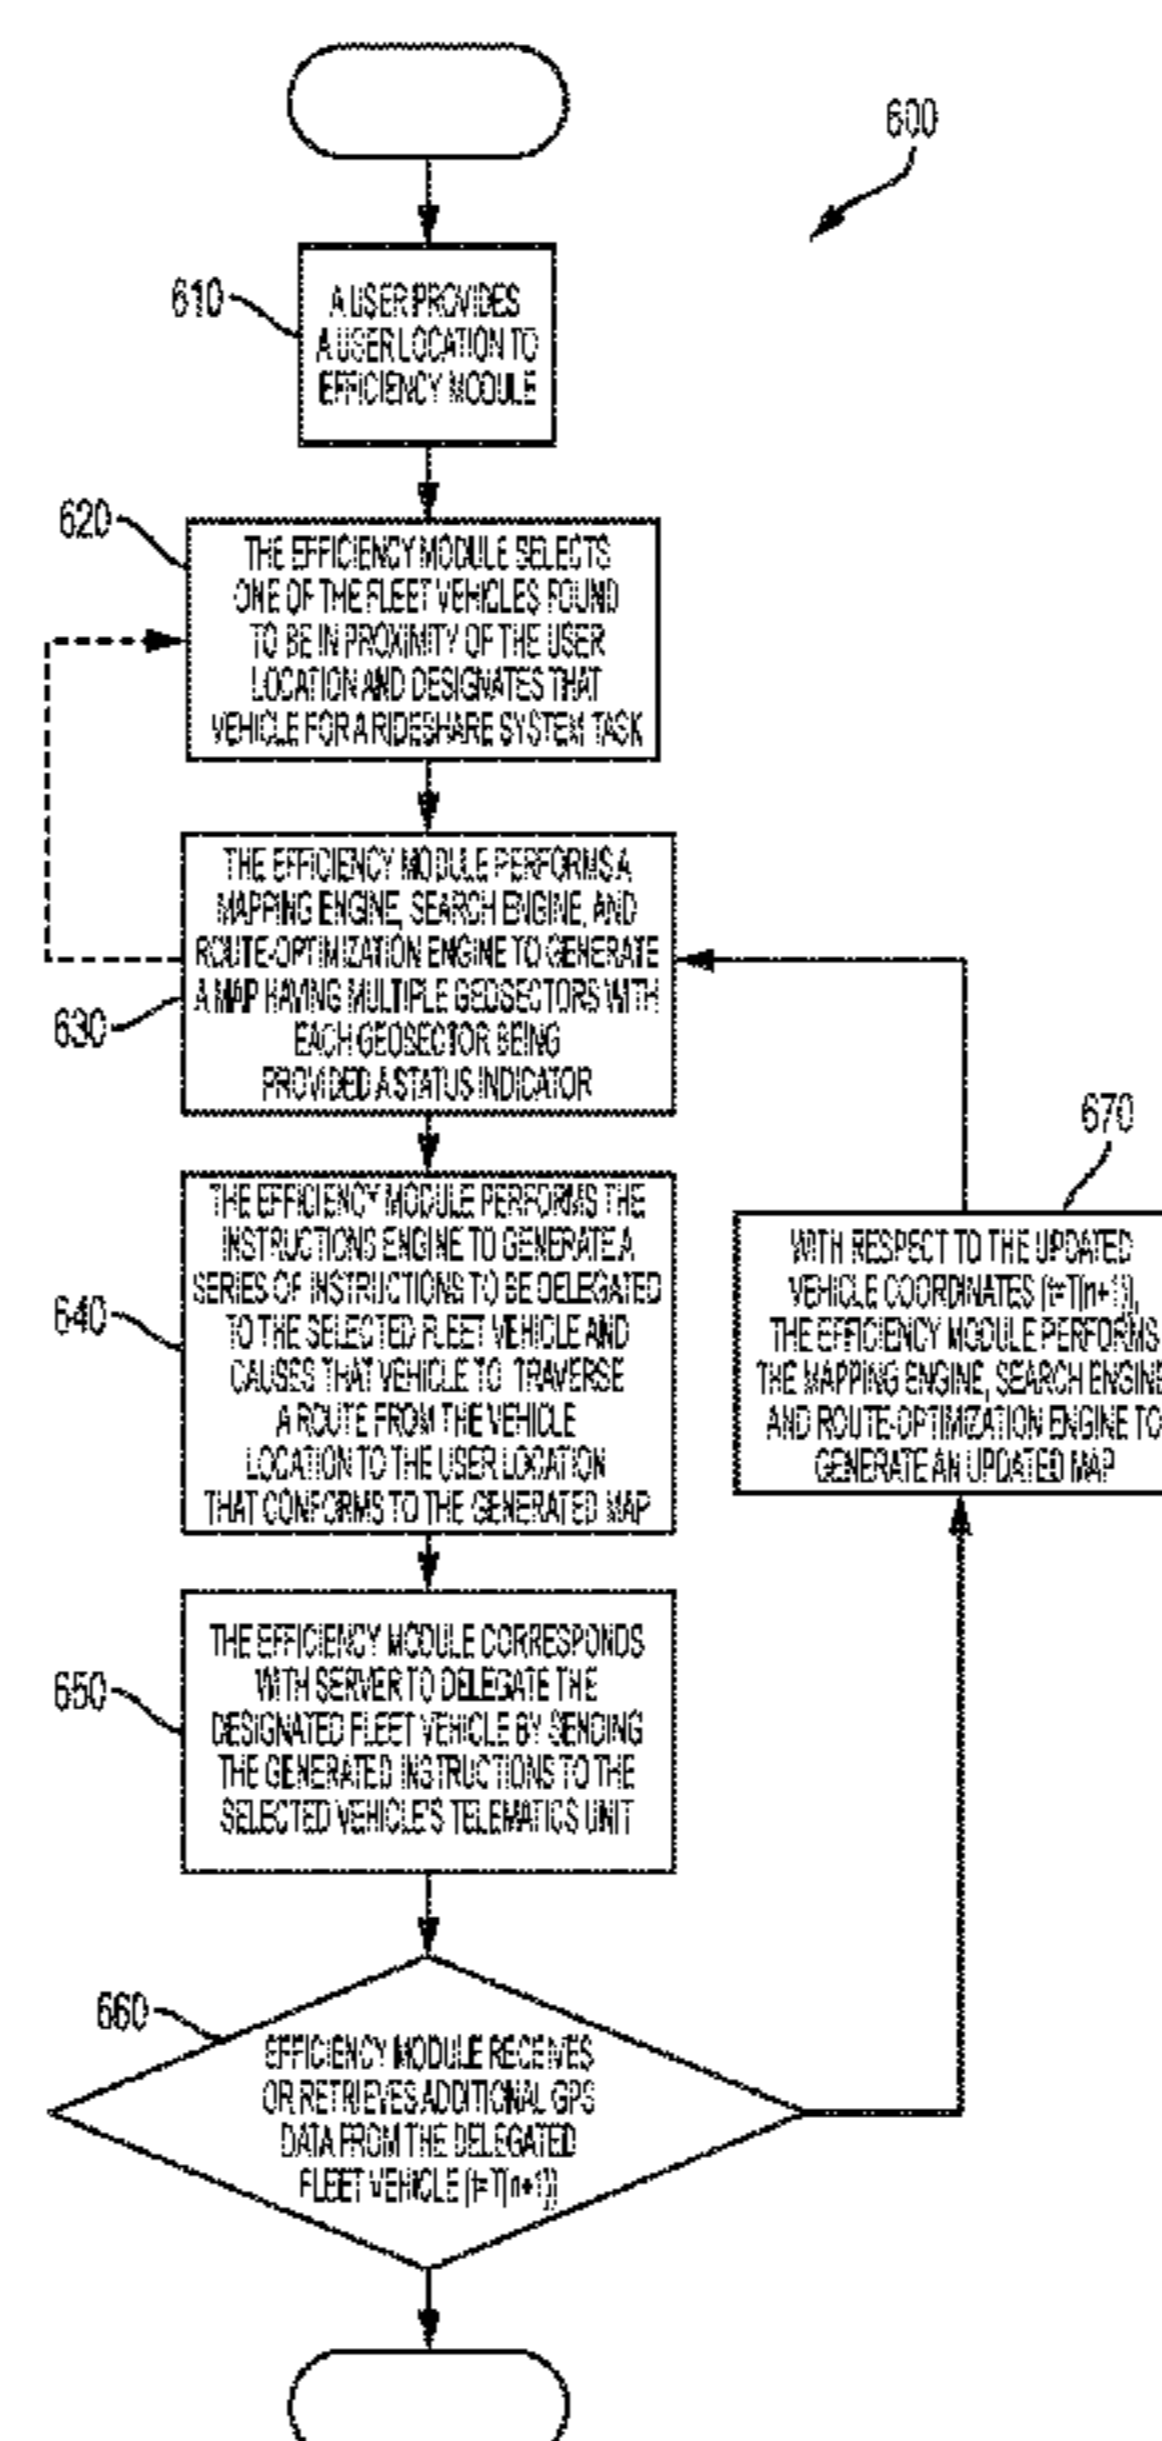 600
610
A USER PROVIDES
A USER LOCATION TO
EFFICIENCY MODULE
620
THE EFFICIENCY MODULE SELECTS
ONE OF THE FLEET VEHICLES FOUND
TO BE IN PROXIMITY OF THE USER
LOCATION AND DESIGNATES THAT
VEHICLE FOR A RIDESHARE SYSTEM TASK
THE EFFICIENCY MODULE PERFORMS A
MAPPING ENGINE, SEARCH ENGINE, AND
ROUTE-OPTIMIZATION ENGINE TO GENERATE
A MAP HAVING MULTIPLE GEOSECTORS WITH
EACH GEOSECTOR BEING
PROVIDED A STATUS INDICATOR
630
THE EFFICIENCY MODULE PERFORMS THE
INSTRUCTIONS ENGINE TO GENERATE A
SERIES OF INSTRUCTIONS TO BE DELEGATED
TO THE SELECTED FLEET VEHICLE AND
CAUSES THAT VEHICLE TO TRAVERSE
A ROUTE FROM THE VEHICLE
LOCATION TO THE USER LOCATION
THAT CONFORMS TO THE GENERATED MAP
640
670
WITH RESPECT TO THE UPDATED
VEHICLE COORDINATES (t=T(n+1)),
THE EFFICIENCY MODULE PERFORMS
THE MAPPING ENGINE, SEARCH ENGINE
AND ROUTE-OPTIMIZATION ENGINE TO
GENERATE AN UPDATED MAP
650
THE EFFICIENCY MODULE CORRESPONDS
WITH SERVER TO DELEGATE THE
DESIGNATED FLEET VEHICLE BY SENDING
THE GENERATED INSTRUCTIONS TO THE
SELECTED VEHICLE'S TELEMATICS UNIT
660
EFFICIENCY MODULE RECEIVES
OR RETRIEVES ADDITIONAL GPS
DATA FROM THE DELEGATED
FLEET VEHICLE (t=T(n+1))